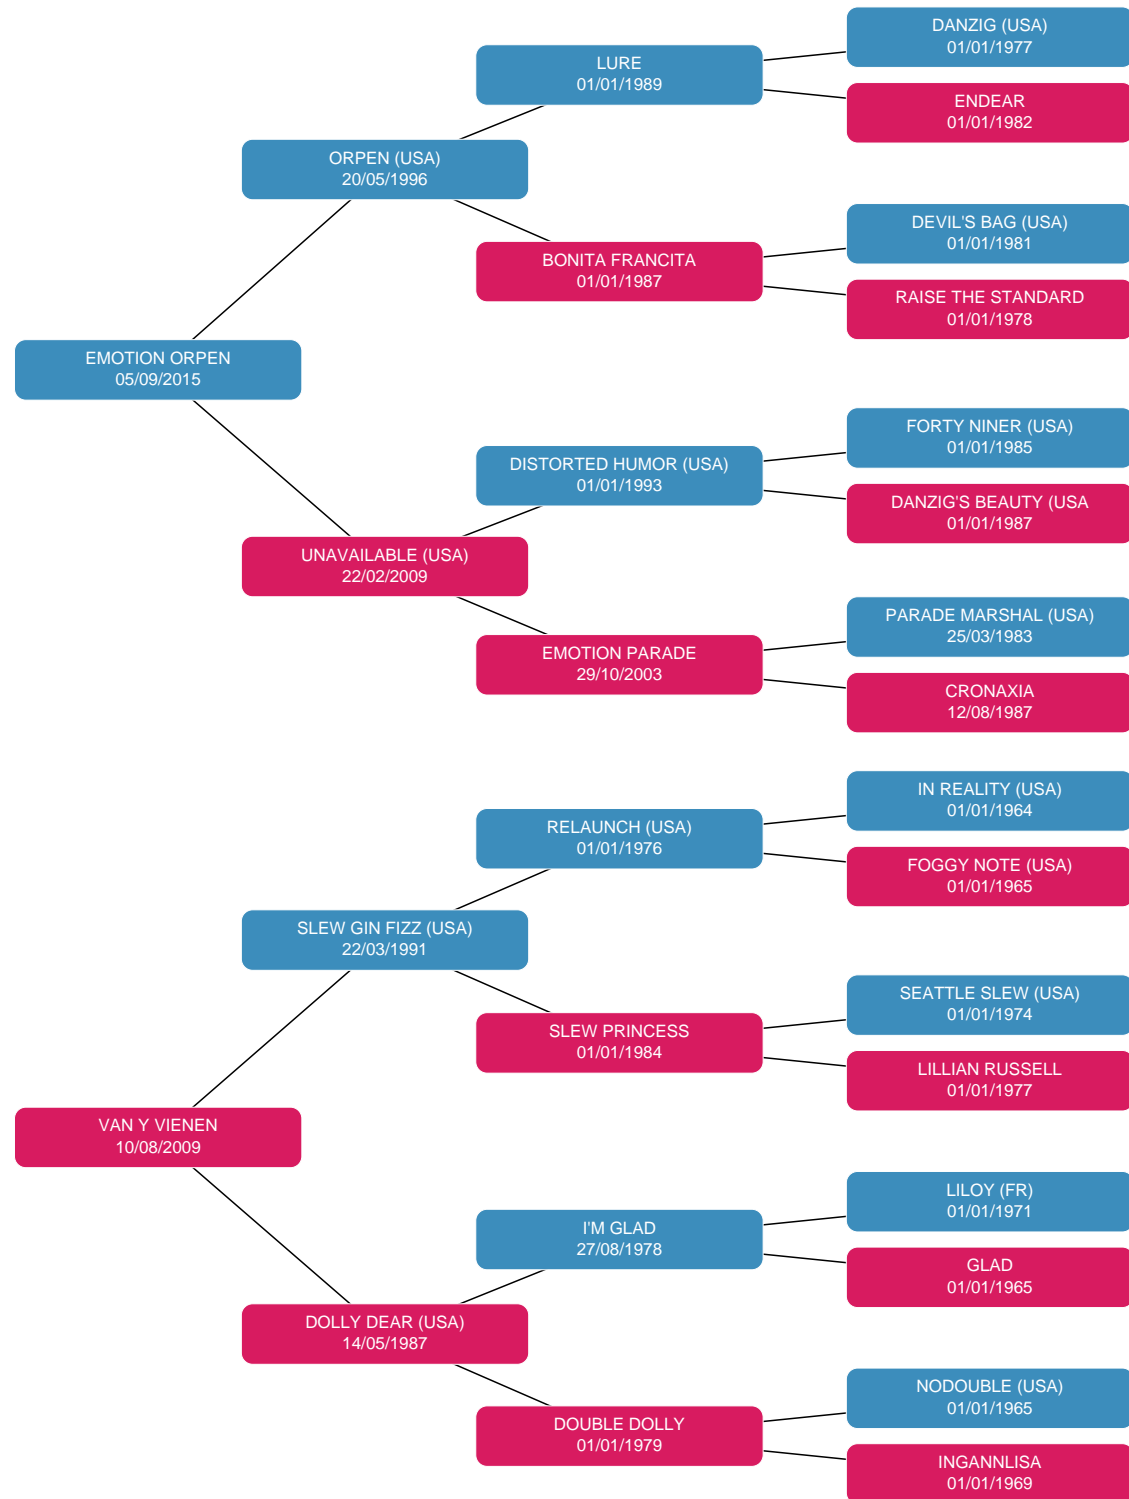 DANZIG (USA)
01/01/1977
LURE
01/01/1989
ENDEAR
01/01/1982
ORPEN (USA)
20/05/1996
DEVIL'S BAG (USA)
01/01/1981
BONITA FRANCITA
01/01/1987
RAISE THE STANDARD
01/01/1978
EMOTION ORPEN
05/09/2015
FORTY NINER (USA)
01/01/1985
DISTORTED HUMOR (USA)
01/01/1993
DANZIG'S BEAUTY (USA
01/01/1987
UNAVAILABLE (USA)
22/02/2009
PARADE MARSHAL (USA)
25/03/1983
EMOTION PARADE
29/10/2003
CRONAXIA
12/08/1987
IN REALITY (USA)
01/01/1964
RELAUNCH (USA)
01/01/1976
FOGGY NOTE (USA)
01/01/1965
SLEW GIN FIZZ (USA)
22/03/1991
SEATTLE SLEW (USA)
01/01/1974
SLEW PRINCESS
01/01/1984
LILLIAN RUSSELL
01/01/1977
VAN Y VIENEN
10/08/2009
LILOY (FR)
01/01/1971
I'M GLAD
27/08/1978
GLAD
01/01/1965
DOLLY DEAR (USA)
14/05/1987
NODOUBLE (USA)
01/01/1965
DOUBLE DOLLY
01/01/1979
INGANNLISA
01/01/1969